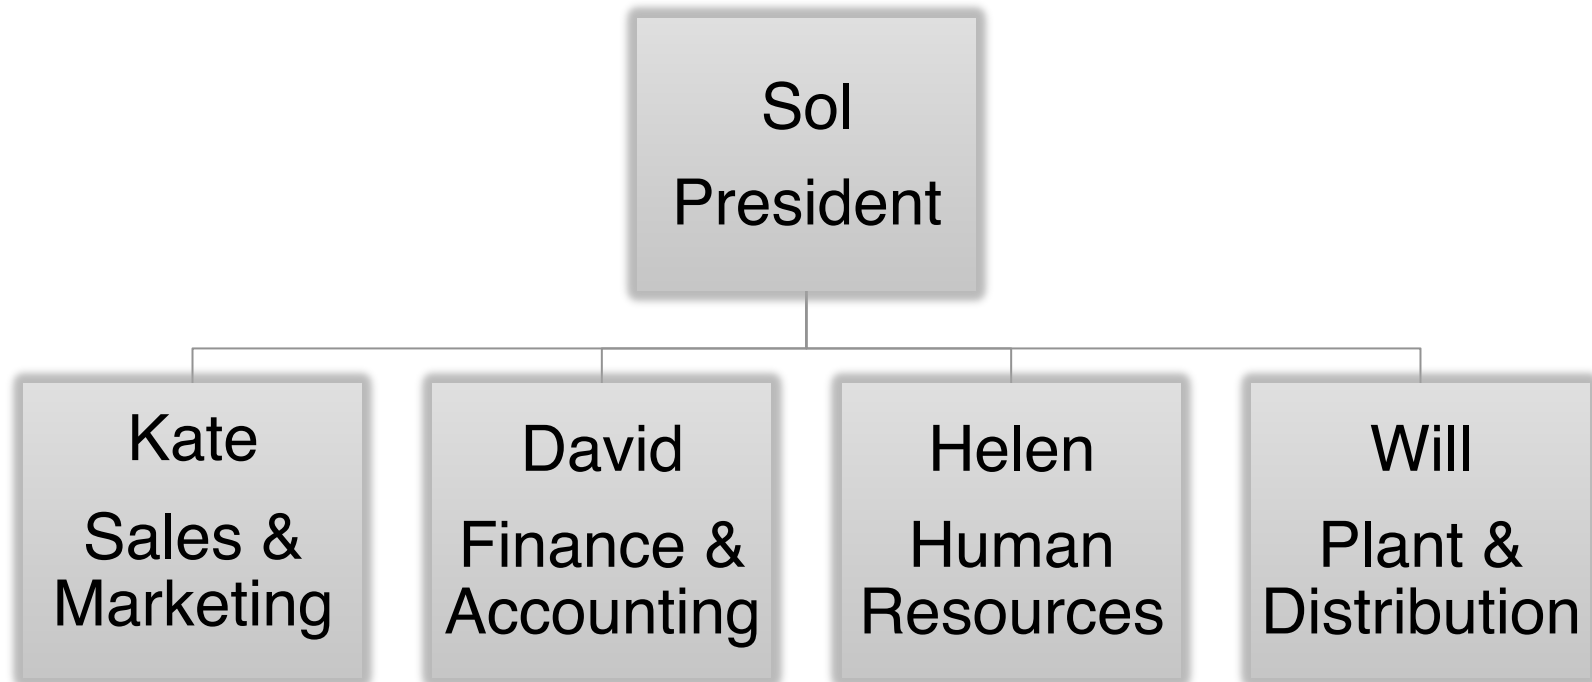 Sol
President
Kate
Sales &
Marketing
David
Finance &
Accounting
Helen
Human
Resources
Will
Plant &
Distribution